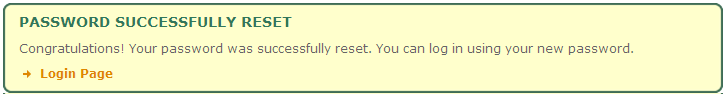 PASSWORD SUCCESSFULLY RESET
Congratulations! Your password was successfully reset. You can log in using your new password.
Login Page